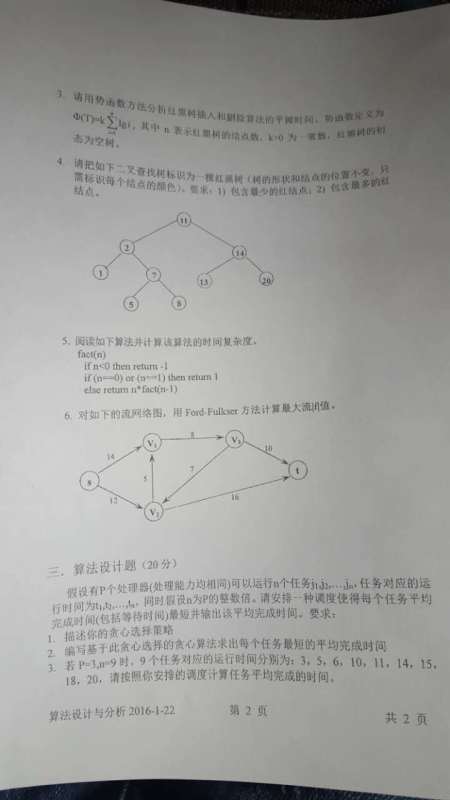 3. 请用势函数方法分析红黑树插入和删除算法的平摊时间。势函数定义为
Φ(T)=k∑lg i，其中 n 表示红黑树的结点数，k>0 为一常数，红黑树的初
态为空树。
4. 请把如下二叉查找树标识为一棵红黑树（树的形状和结点的位置不变，只
需标识每个结点的颜色）。要求：1）包含最少的红结点；2）包含最多的红
结点。
11
2
14
1
7
13
20
5
8
5. 阅读如下算法并计算该算法的时间复杂度。
fact(n)
if n<0 then return -1
if (n==0) or (n==1) then return 1
else return n*fact(n-1)
6. 对如下的流网络图，用 Ford-Fulkser 方法计算最大流|f|值。
V₁
8
V₃
14
10
s
5
7
t
12
16
V₂
三．算法设计题（20 分）
假设有P个处理器(处理能力均相同)可以运行n个任务j₁,j₂,…,jₙ, 任务对应的运
行时间为t₁,t₂,…,tₙ, 同时假设n为P的整数倍。请安排一种调度使得每个任务平均
完成时间(包括等待时间)最短并输出该平均完成时间。要求：
1. 描述你的贪心选择策略
2. 编写基于此贪心选择的贪心算法求出每个任务最短的平均完成时间
3. 若 P=3,n=9 时，9 个任务对应的运行时间分别为：3，5，6，10，11，14，15，
18，20，请按照你安排的调度计算任务平均完成的时间。
算法设计与分析 2016-1-22 第 2 页 共 2 页